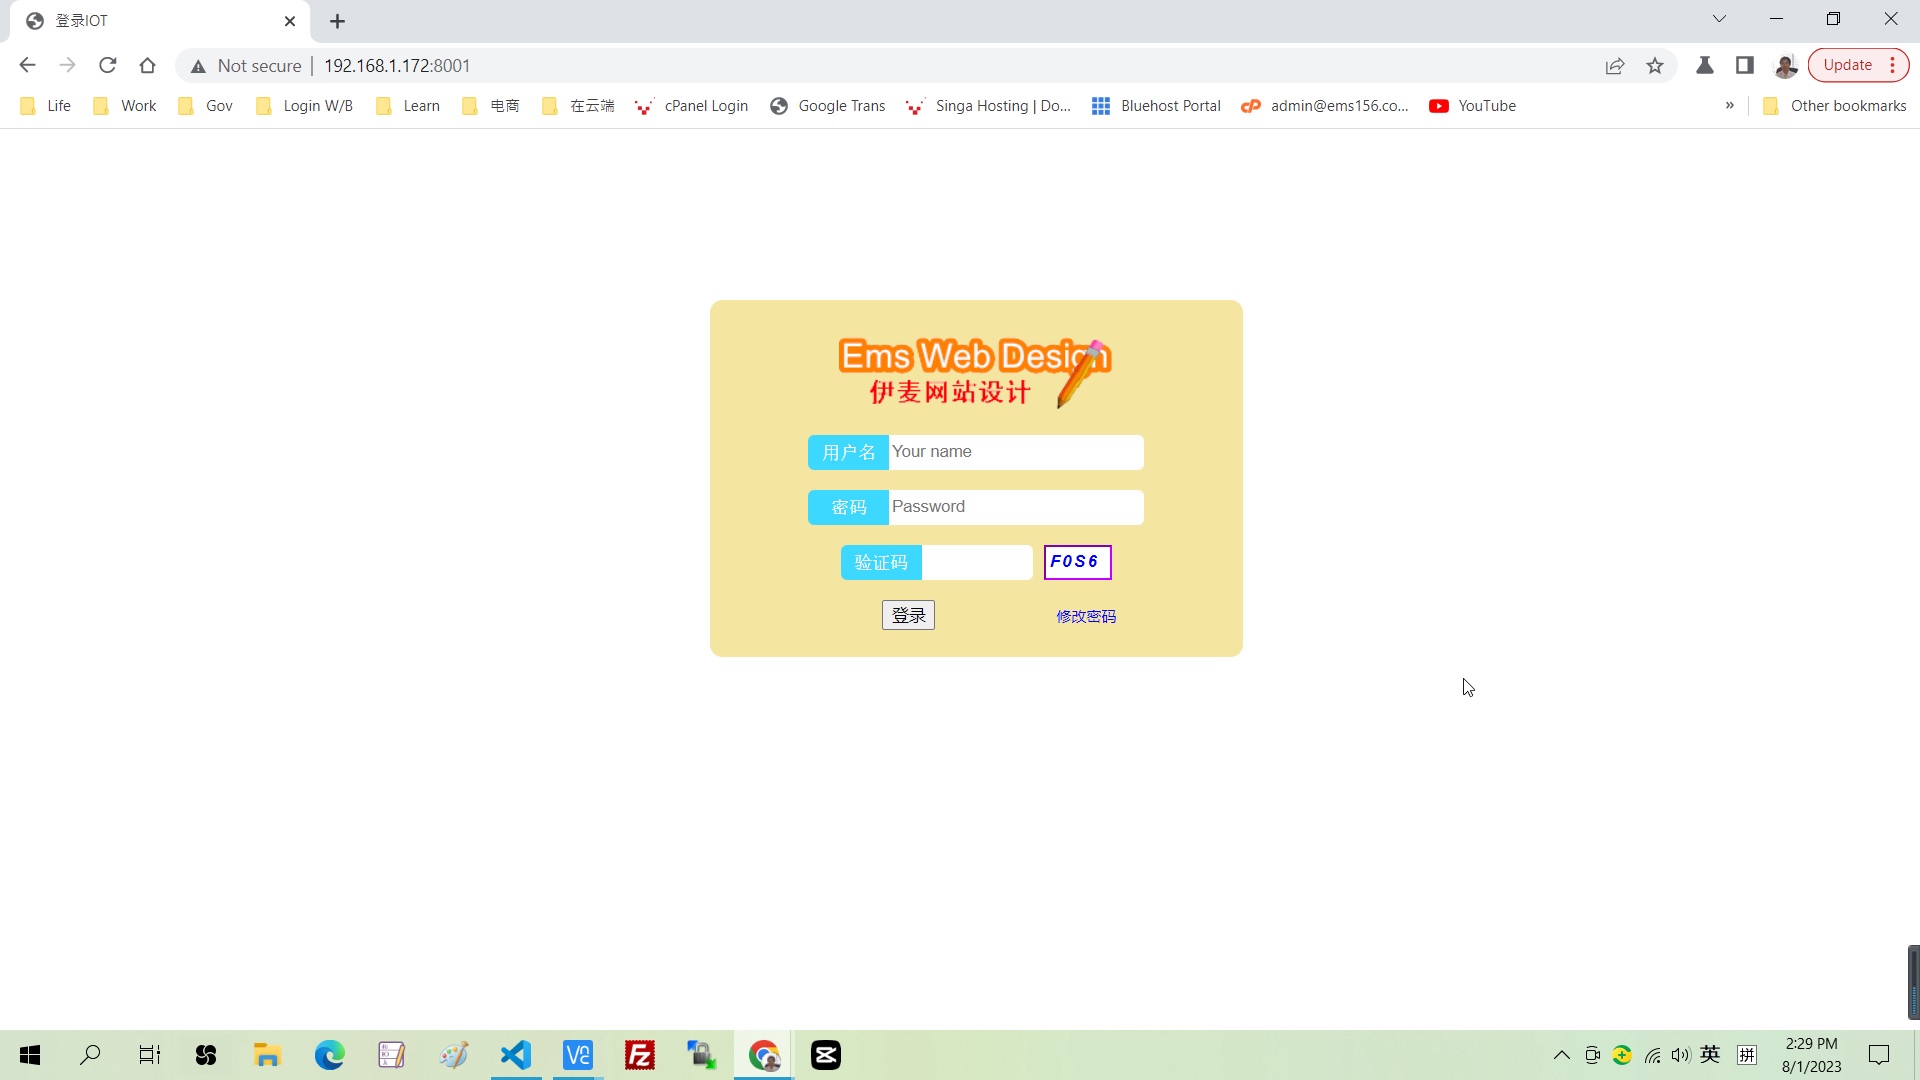 登录IOT
Not secure | 192.168.1.172:8001
Update
Life Work Gov Login W/B Learn 电商 在云端 cPanel Login Google Trans Singa Hosting | Do... Bluehost Portal admin@ems156.co... YouTube » Other bookmarks
Ems Web Design
伊麦网站设计
用户名 Your name
密码 Password
验证码 F0S6
登录 修改密码
英 拼 2:29 PM
8/1/2023